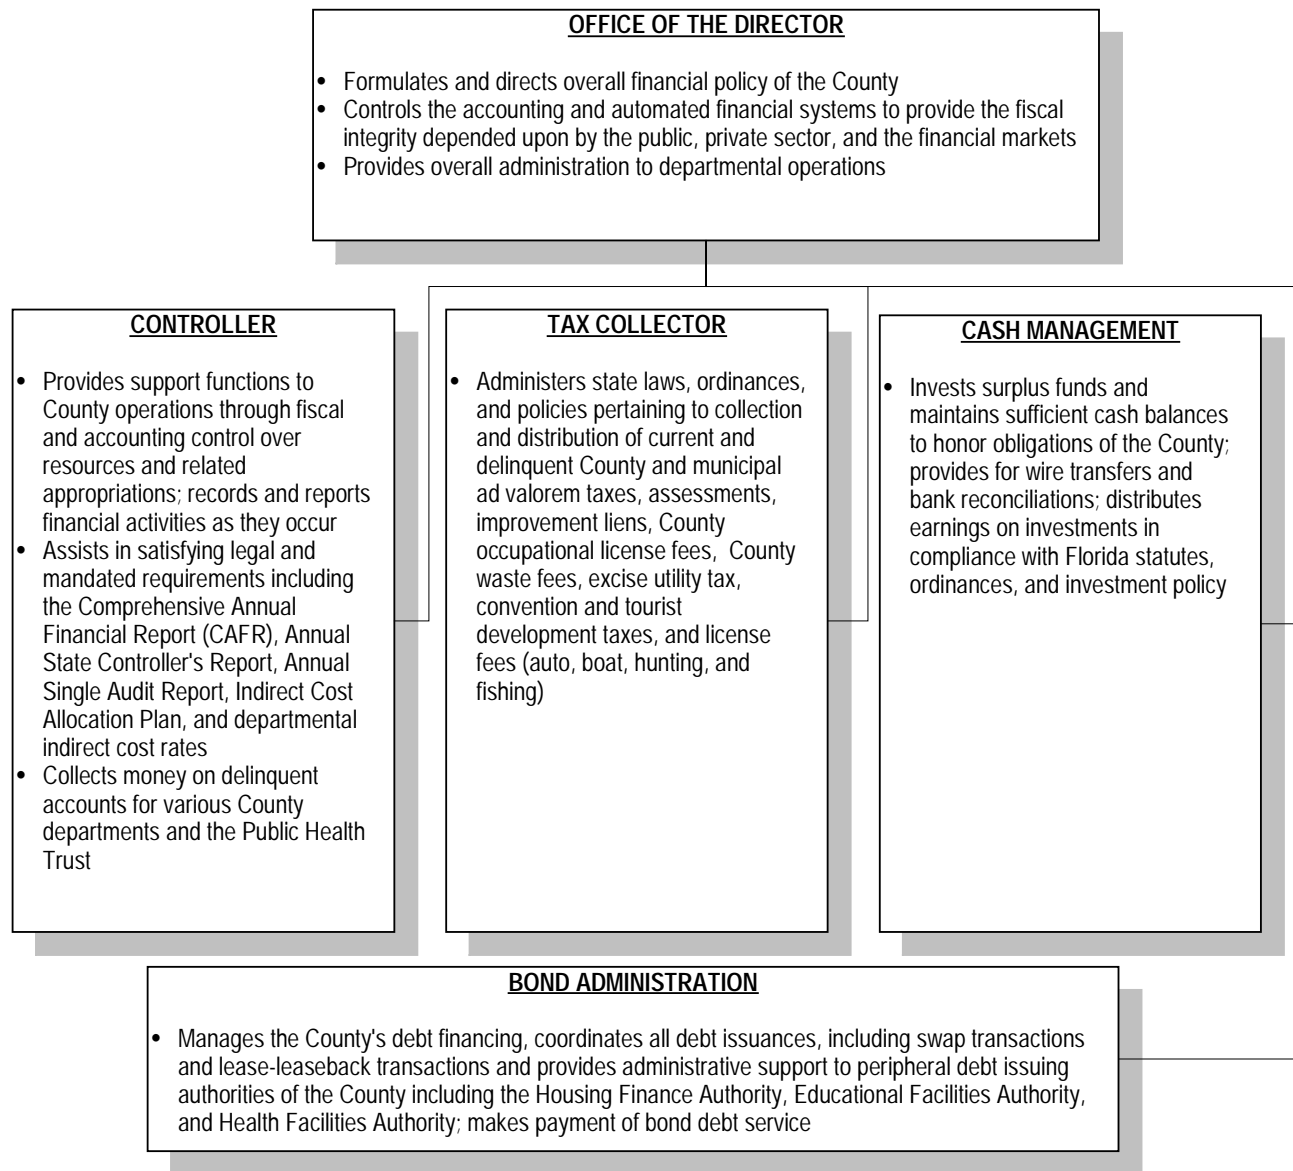 OFFICE OF THE DIRECTOR
• Formulates and directs overall financial policy of the County
• Controls the accounting and automated financial systems to provide the fiscal
integrity depended upon by the public, private sector, and the financial markets
• Provides overall administration to departmental operations
CONTROLLER
• Provides support functions to
County operations through fiscal
and accounting control over
resources and related
appropriations; records and reports
financial activities as they occur
• Assists in satisfying legal and
mandated requirements including
the Comprehensive Annual
Financial Report (CAFR), Annual
State Controller's Report, Annual
Single Audit Report, Indirect Cost
Allocation Plan, and departmental
indirect cost rates
• Collects money on delinquent
accounts for various County
departments and the Public Health
Trust
TAX COLLECTOR
• Administers state laws, ordinances,
and policies pertaining to collection
and distribution of current and
delinquent County and municipal
ad valorem taxes, assessments,
improvement liens, County
occupational license fees, County
waste fees, excise utility tax,
convention and tourist
development taxes, and license
fees (auto, boat, hunting, and
fishing)
CASH MANAGEMENT
• Invests surplus funds and
maintains sufficient cash balances
to honor obligations of the County;
provides for wire transfers and
bank reconciliations; distributes
earnings on investments in
compliance with Florida statutes,
ordinances, and investment policy
BOND ADMINISTRATION
• Manages the County's debt financing, coordinates all debt issuances, including swap transactions
and lease-leaseback transactions and provides administrative support to peripheral debt issuing
authorities of the County including the Housing Finance Authority, Educational Facilities Authority,
and Health Facilities Authority; makes payment of bond debt service